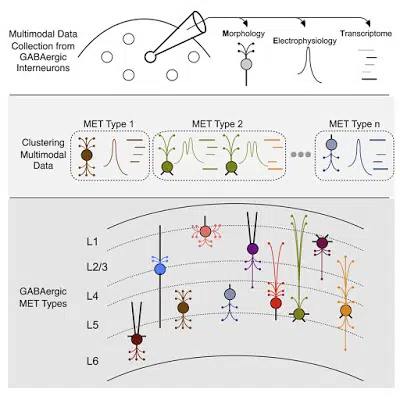 Multimodal Data
Collection from
GABAergic
Interneurons
Morphology
Electrophysiology
Transcriptome
Clustering
Multimodal
Data
MET Type 1
MET Type 2
MET Type n
GABAergic
MET Types
L1
L2/3
L4
L5
L6